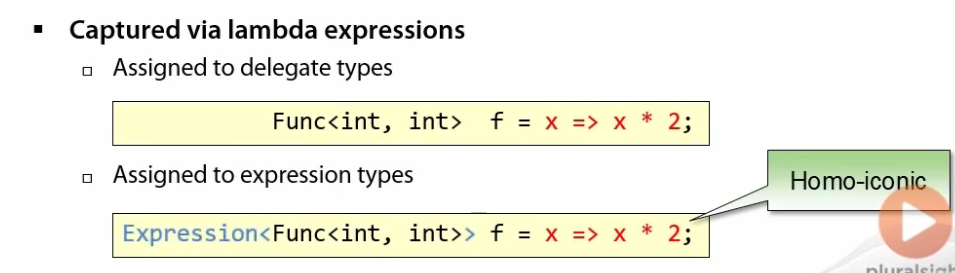 Captured via lambda expressions
Assigned to delegate types
Func<int, int> f = x => x * 2;
Assigned to expression types
Homo-iconic
Expression<Func<int, int>> f = x => x * 2;